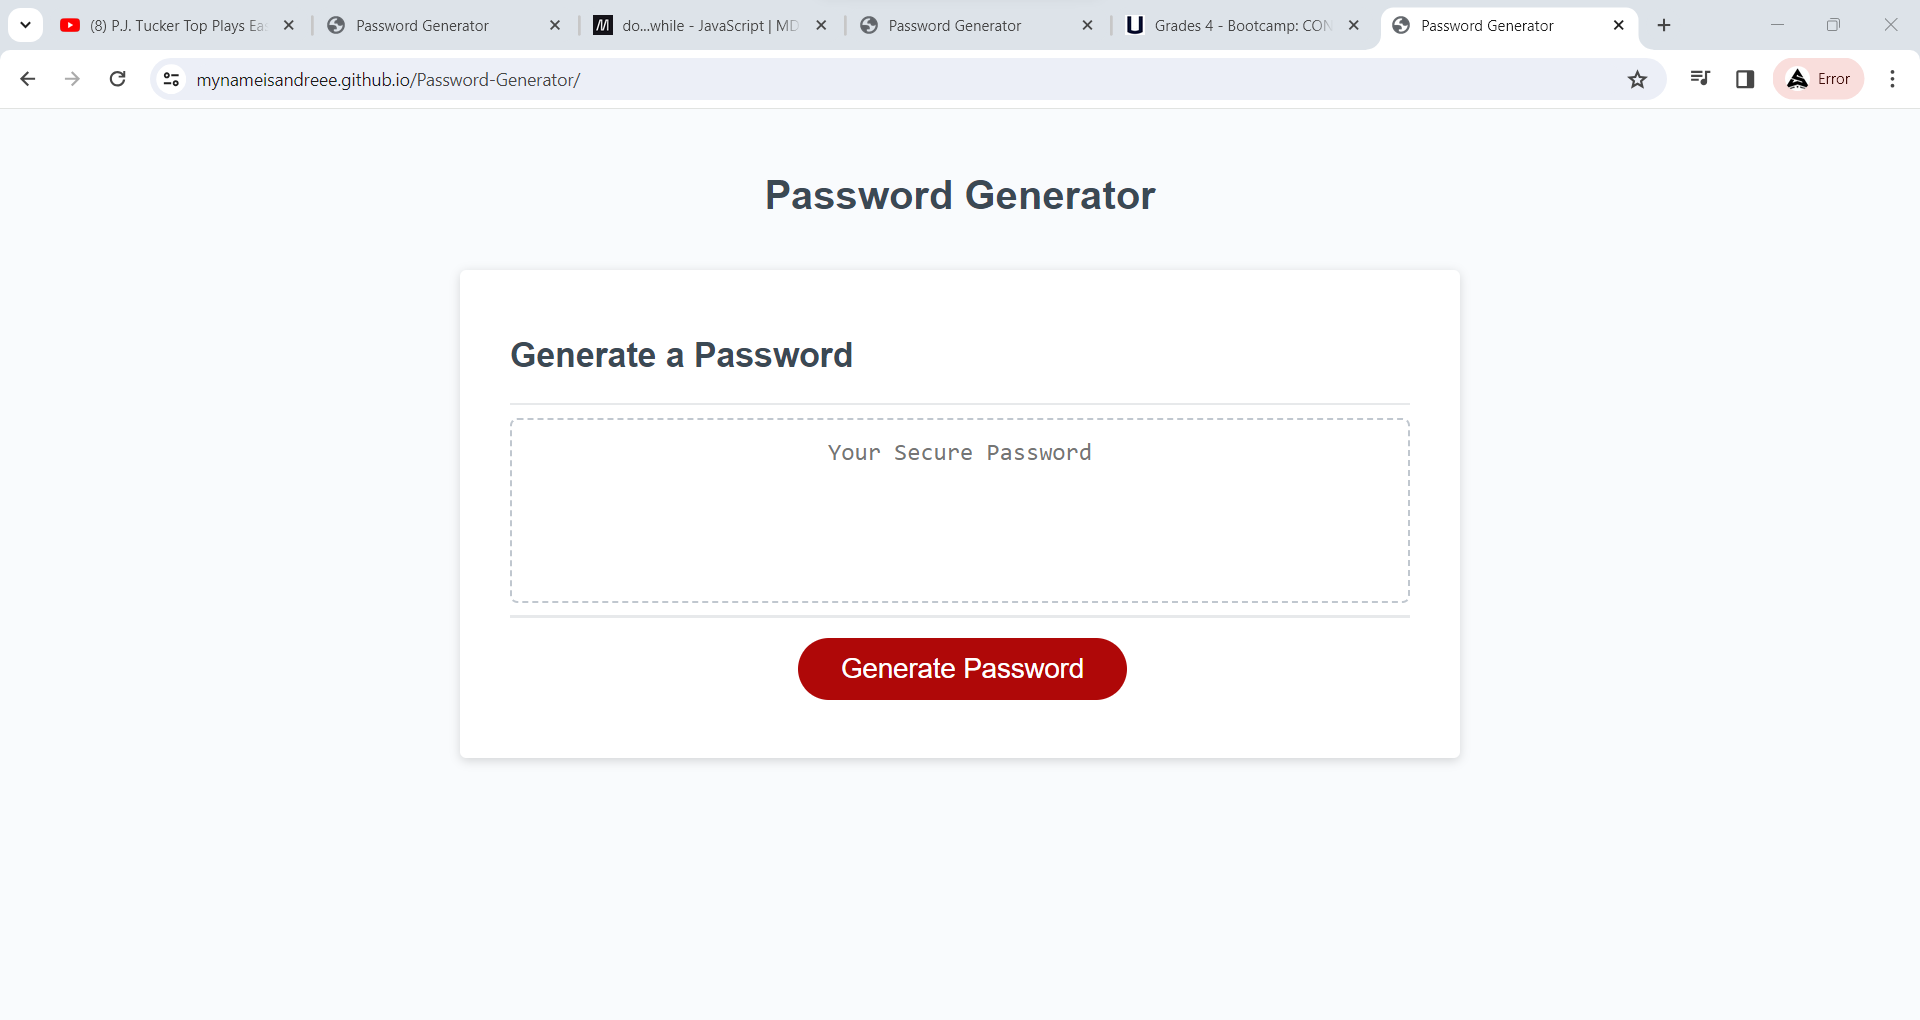 (8) P.J. Tucker Top Plays Eas
Password Generator
do...while - JavaScript | MD
Password Generator
U
Grades 4 - Bootcamp: CON
Password Generator
mynameisandreee.github.io/Password-Generator/
Error
Password Generator
Generate a Password
Your Secure Password
Generate Password